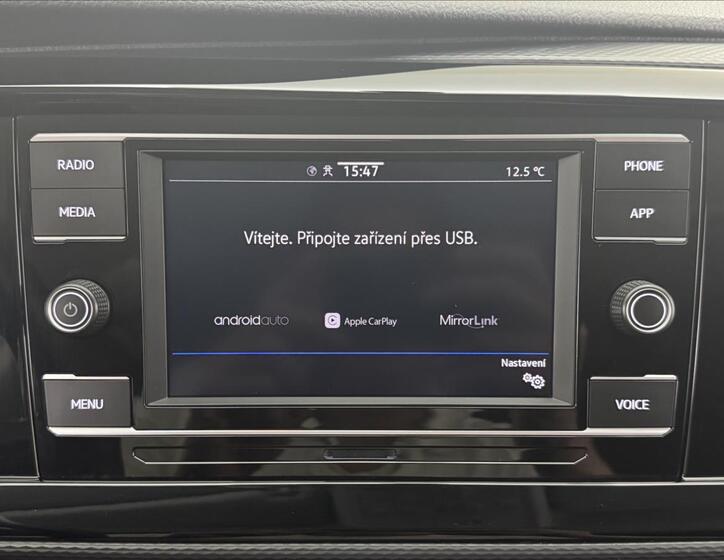 RADIO
MEDIA
MENU
15:47
12.5 °C
Vítejte. Připojte zařízení přes USB.
androidauto
Apple CarPlay
MirrorLink
Nastavení
PHONE
APP
VOICE